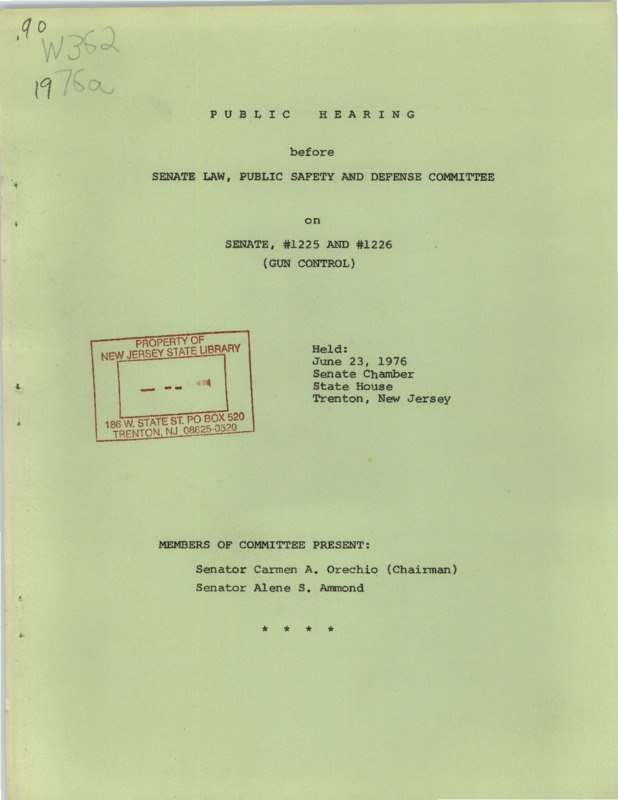 .90
W362
1976a
PUBLIC HEARING
before
SENATE LAW, PUBLIC SAFETY AND DEFENSE COMMITTEE
on
SENATE, #1225 AND #1226
(GUN CONTROL)
PROPERTY OF
NEW JERSEY STATE LIBRARY
186 W. STATE ST. PO BOX 520
TRENTON, NJ 08625-0520
Held:
June 23, 1976
Senate Chamber
State House
Trenton, New Jersey
MEMBERS OF COMMITTEE PRESENT:
Senator Carmen A. Orechio (Chairman)
Senator Alene S. Ammond
* * * *